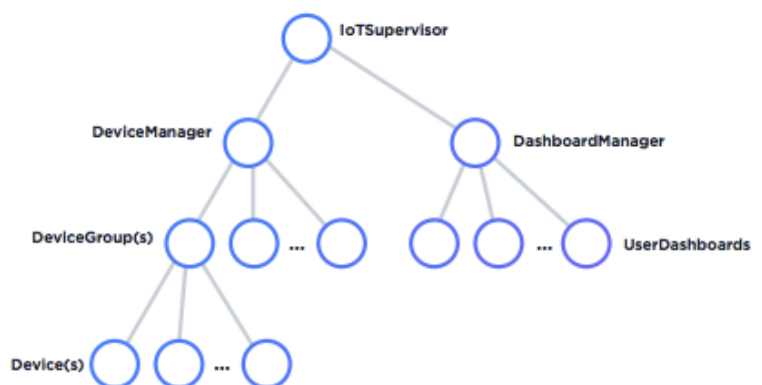 IoTSupervisor
DeviceManager
DashboardManager
DeviceGroup(s)
...
...
UserDashboards
Device(s)
...